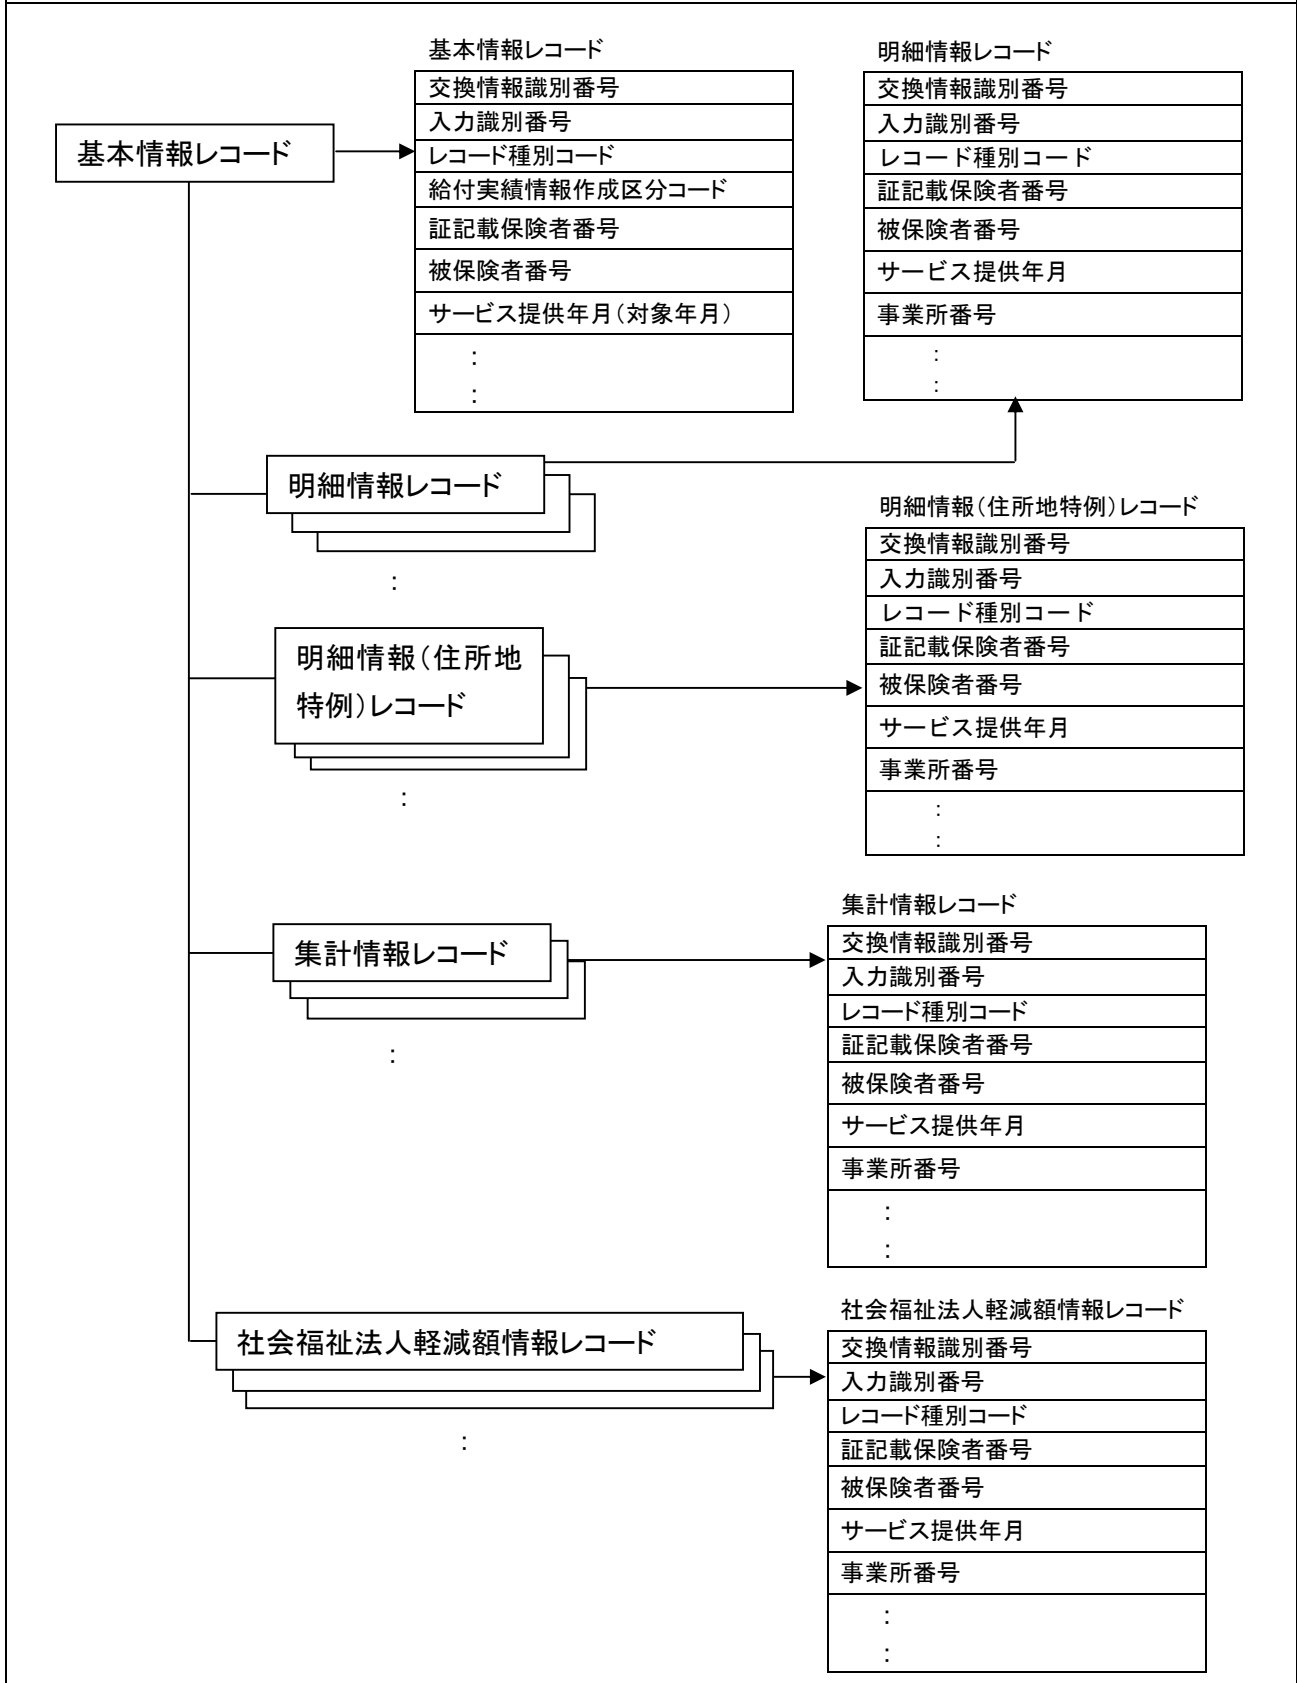 基本情報レコード
基本情報レコード
交換情報識別番号
入力識別番号
レコード種別コード
給付実績情報作成区分コード
証記載保険者番号
被保険者番号
サービス提供年月(対象年月)
:
:
明細情報レコード
交換情報識別番号
入力識別番号
レコード種別コード
証記載保険者番号
被保険者番号
サービス提供年月
事業所番号
:
:
明細情報レコード
:
明細情報(住所地
特例)レコード
:
明細情報(住所地特例)レコード
交換情報識別番号
入力識別番号
レコード種別コード
証記載保険者番号
被保険者番号
サービス提供年月
事業所番号
:
:
集計情報レコード
:
集計情報レコード
交換情報識別番号
入力識別番号
レコード種別コード
証記載保険者番号
被保険者番号
サービス提供年月
事業所番号
:
:
社会福祉法人軽減額情報レコード
:
社会福祉法人軽減額情報レコード
交換情報識別番号
入力識別番号
レコード種別コード
証記載保険者番号
被保険者番号
サービス提供年月
事業所番号
:
: